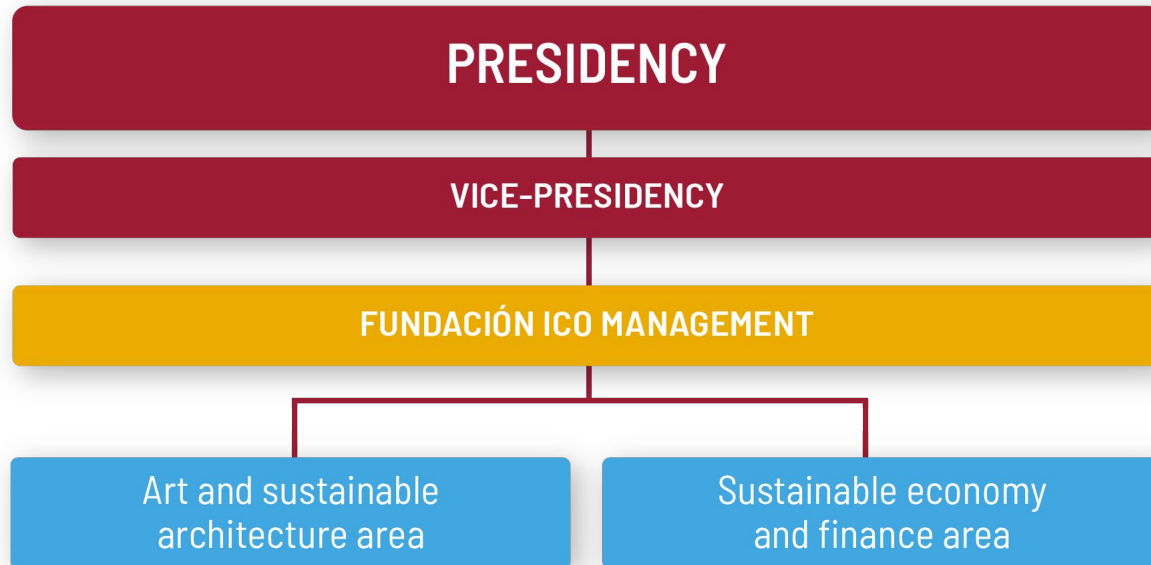 PRESIDENCY
VICE-PRESIDENCY
FUNDACIÓN ICO MANAGEMENT
Art and sustainable
architecture area
Sustainable economy
and finance area